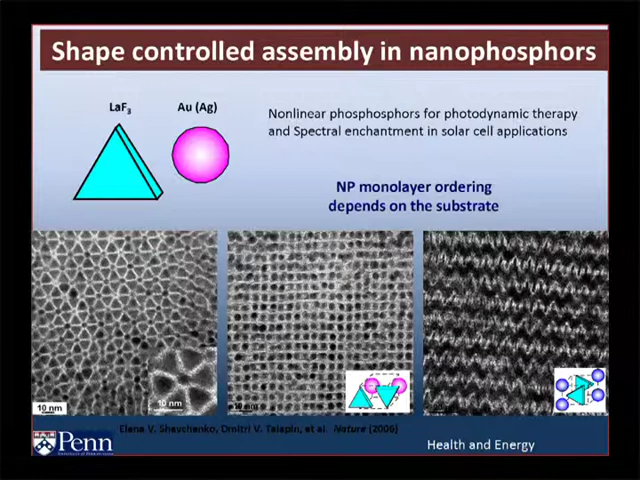 Shape controlled assembly in nanophosphors
LaF3
Au (Ag)
Nonlinear phosphosphors for photodynamic therapy
and Spectral enchantment in solar cell applications
NP monolayer ordering
depends on the substrate
10 nm
10 nm
Elena V. Shevchenko, Dmitri V. Talapin, et al. Nature (2006)
Penn
Health and Energy